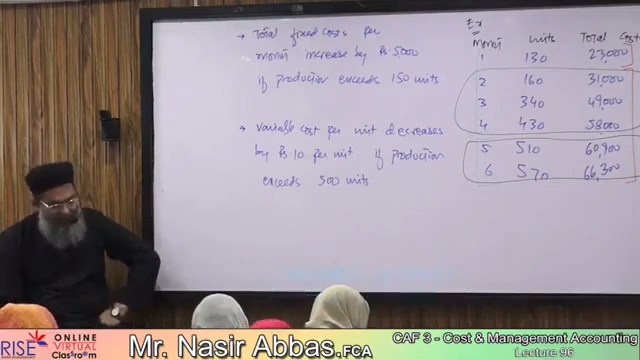 → Total fixed costs per
month increase by Rs.5000
if production exceeds 150 units
→ variable cost per unit decreases
by Rs.10 per unit if production
exceeds 500 units
Ex
Month units Total Cost
1 130 23,000
2 160 31,000
3 340 49,000
4 430 58000
5 510 60,900
6 570 66,300
RISE ONLINE VIRTUAL Classroom
Mr. Nasir Abbas.FCA
CAF 3 - Cost & Management Accounting
Lecture 96